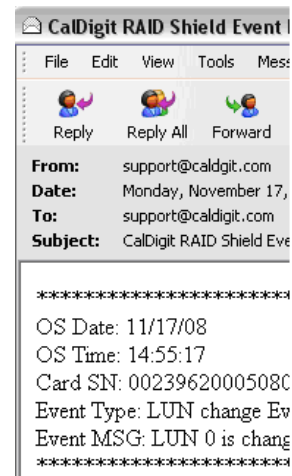 CalDigit RAID Shield Event
File Edit View Tools
Reply Reply All Forward
From: support@caldgit.com
Date: Monday, November 17,
To: support@caldigit.com
Subject: CalDigit RAID Shield Eve
***************************
OS Date: 11/17/08
OS Time: 14:55:17
Card SN: 00239620005080
Event Type: LUN change Ev
Event MSG: LUN 0 is chang
***************************